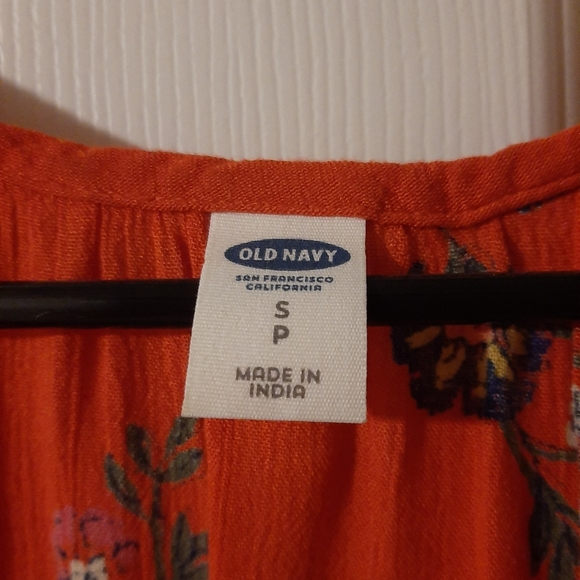 OLD NAVY
SAN FRANCISCO
CALIFORNIA
S
P
MADE IN
INDIA